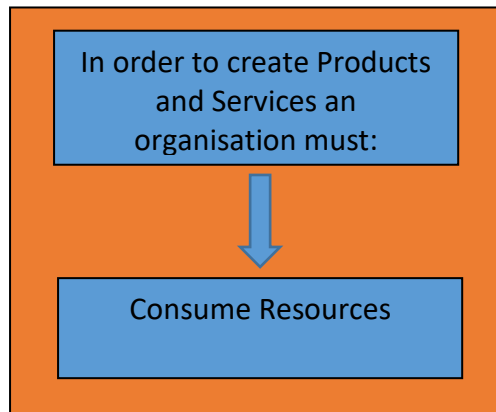 In order to create Products
and Services an
organisation must:
Consume Resources